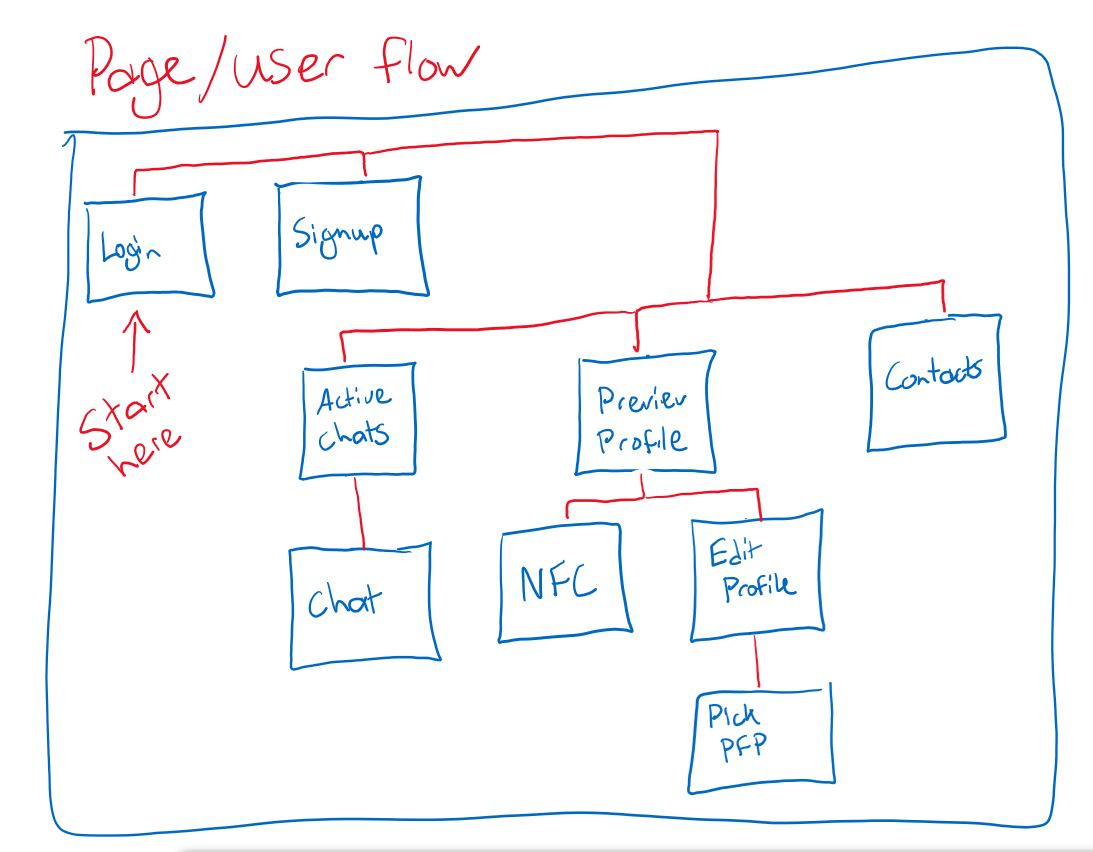 Page/user flow
Login
Signup
Start
here
Active
chats
Preview
Profile
Contacts
Chat
NFC
Edit
Profile
Pick
PFP